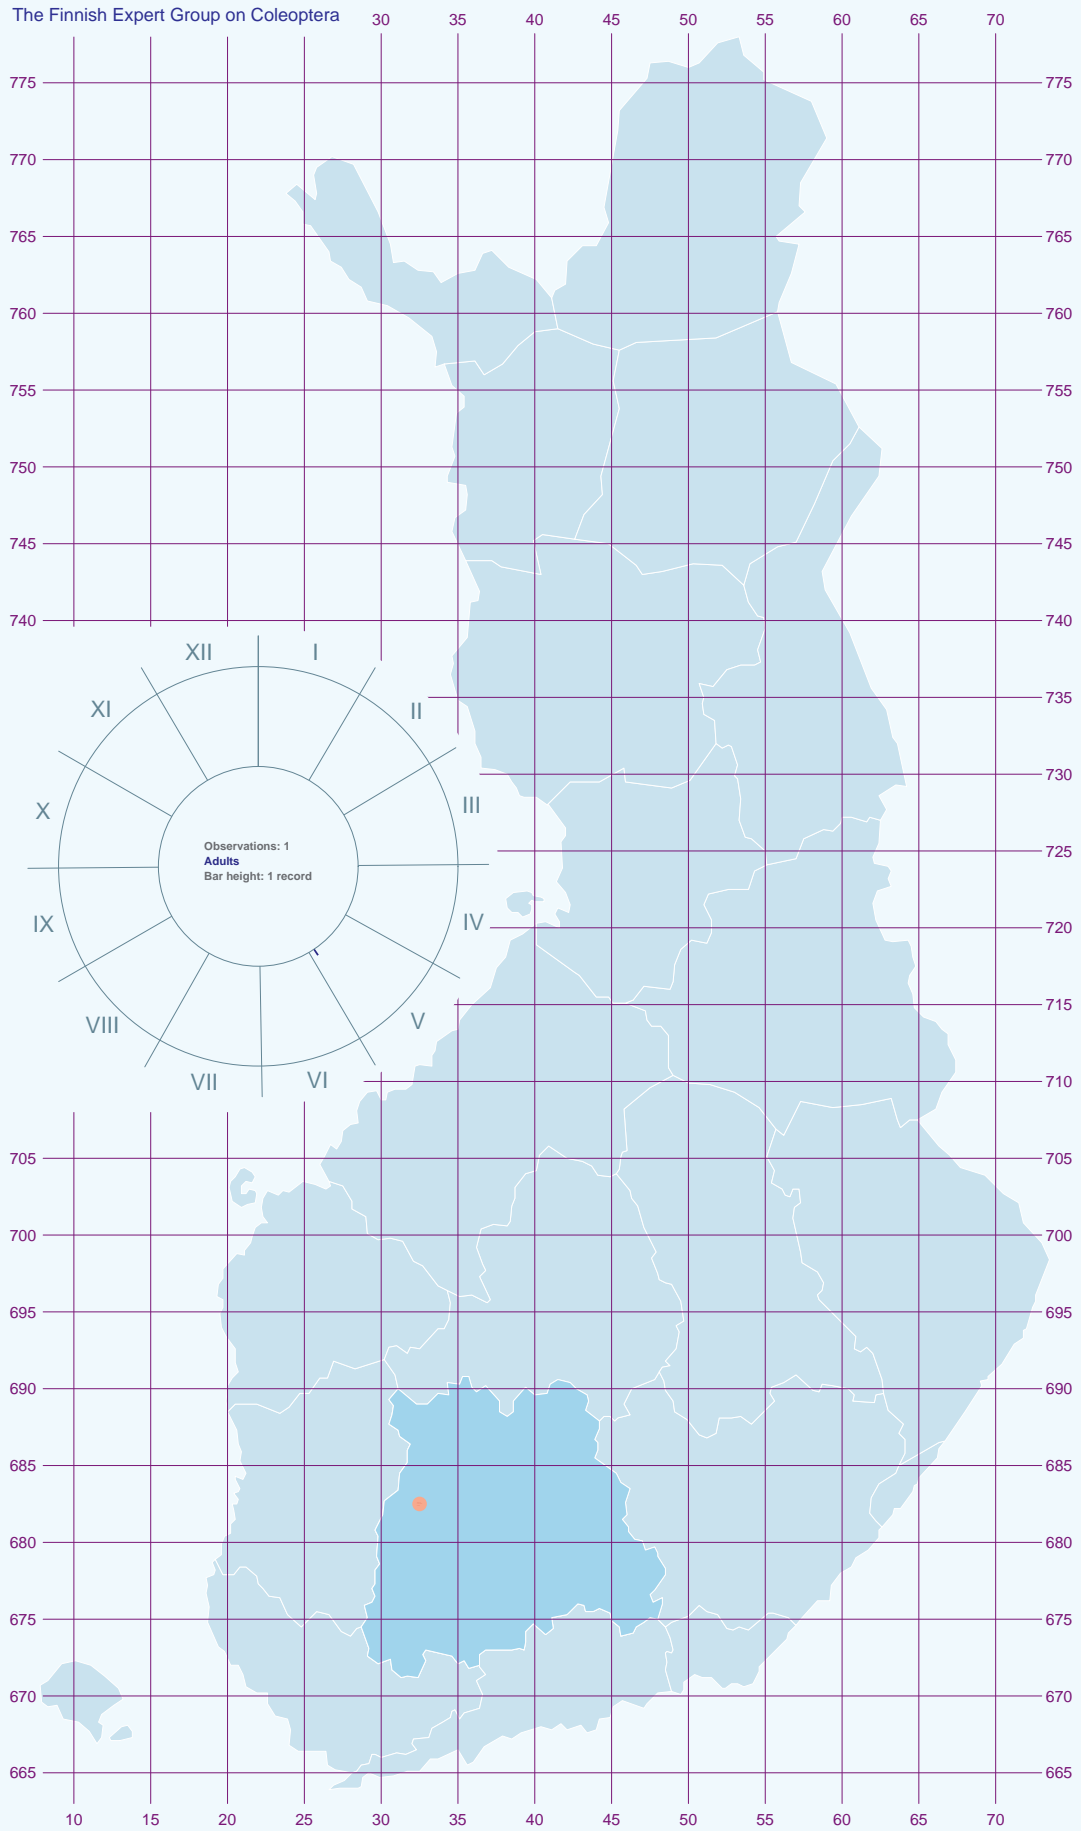 The Finnish Expert Group on Coleoptera
30 35 40 45 50 55 60 65 70
775 775
770 770
765 765
760 760
755 755
750 750
745 745
740 740
XII I
XI II
735
730
X III
Observations: 1
Adults
Bar height: 1 record
725
IX IV
720
VIII V
715
VII VI
710
705 705
700 700
695 695
690 690
685 685
680 680
675 675
670 670
665 665
10 15 20 25 30 35 40 45 50 55 60 65 70